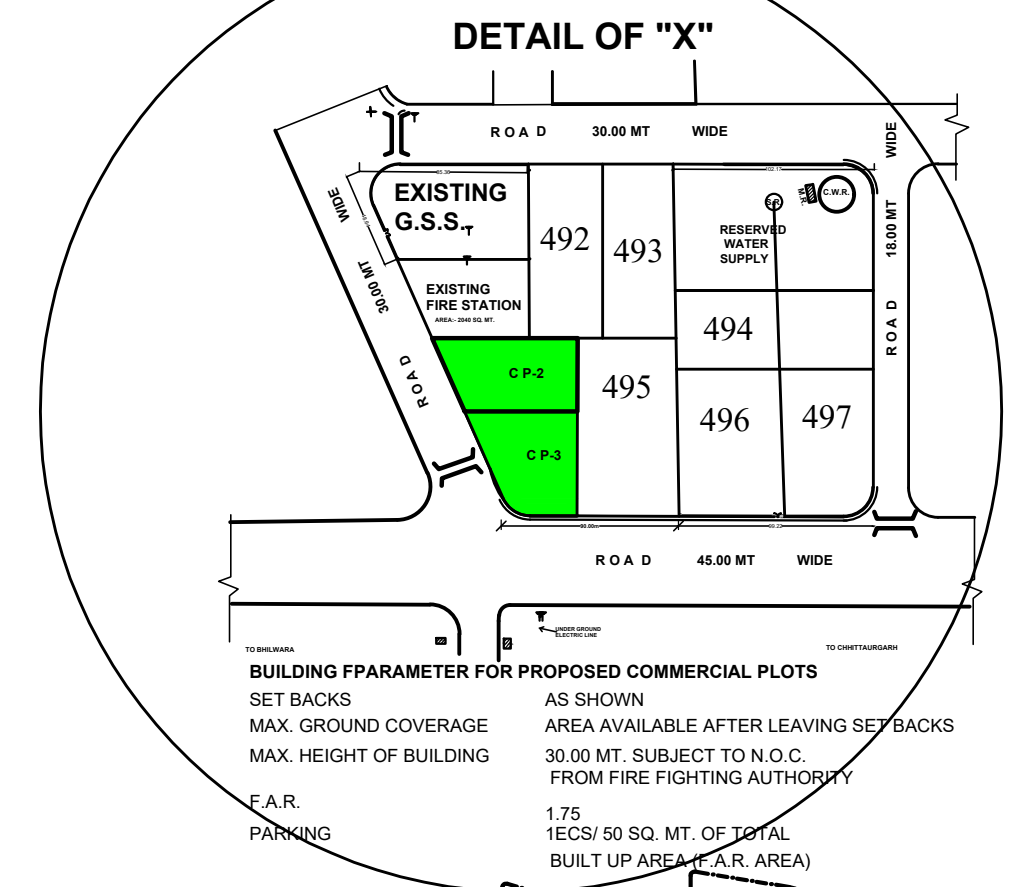 DETAIL OF "X"
ROAD 30.00 MT WIDE
WIDE
18.00 MT
ROAD
WIDE
30.00 MT
ROAD
EXISTING
G.S.S.
492
493
102.17
S.R.
M.R.
C.W.R.
RESERVED
WATER
SUPPLY
EXISTING
FIRE STATION
AREA:- 2040 SQ. MT.
494
C P-2
495
496
497
C P-3
90.00m
ROAD 45.00 MT WIDE
UNDER GROUND
ELECTRIC LINE
TO BHILWARA
TO CHHITTAURGARH
BUILDING FPARAMETER FOR PROPOSED COMMERCIAL PLOTS
SET BACKS AS SHOWN
MAX. GROUND COVERAGE AREA AVAILABLE AFTER LEAVING SET BACKS
MAX. HEIGHT OF BUILDING 30.00 MT. SUBJECT TO N.O.C.
FROM FIRE FIGHTING AUTHORITY
F.A.R. 1.75
PARKING 1ECS/ 50 SQ. MT. OF TOTAL
BUILT UP AREA (F.A.R. AREA)